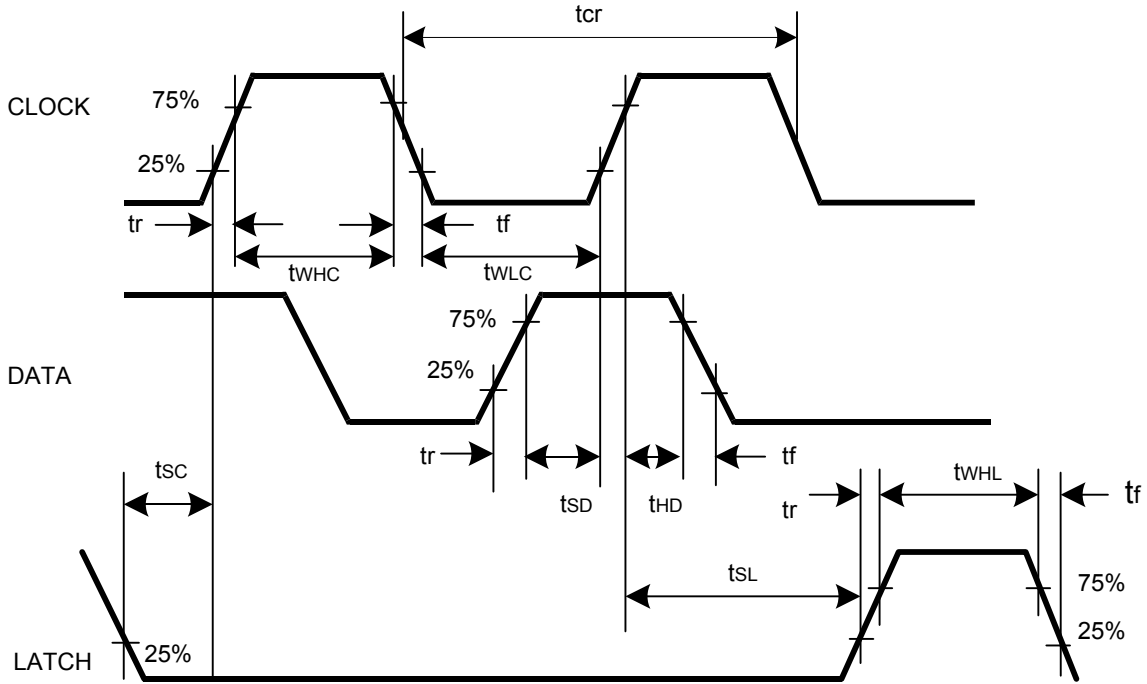 tcr
CLOCK
75%
25%
tr
tf
tWHC
tWLC
DATA
75%
25%
tr
tf
tSC
tSD
tHD
tr
tWHL
tf
tSL
75%
25%
LATCH
25%